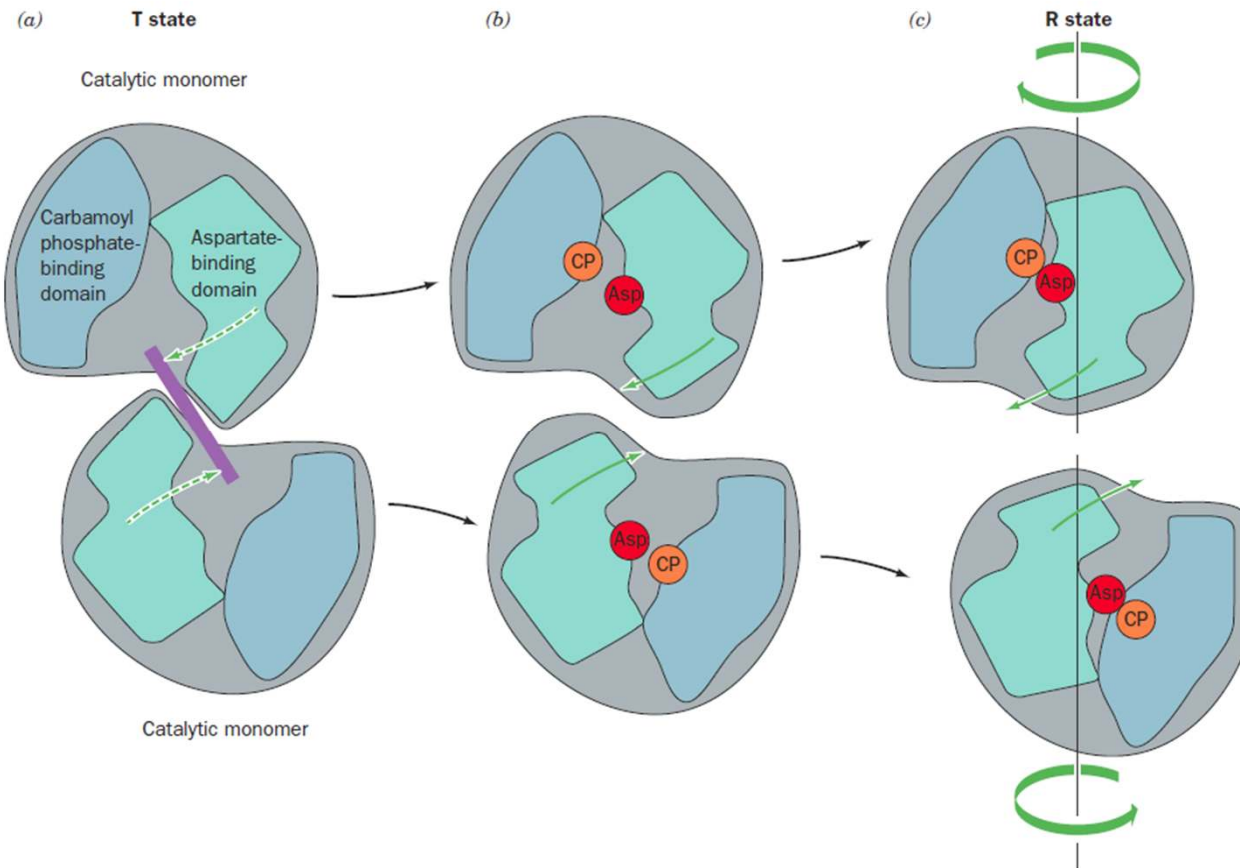 (a) T state
(b)
(c) R state
Catalytic monomer
Carbamoyl
phosphate-
binding
domain
Aspartate-
binding
domain
CP
Asp
CP
Asp
Asp
CP
Asp
CP
Catalytic monomer